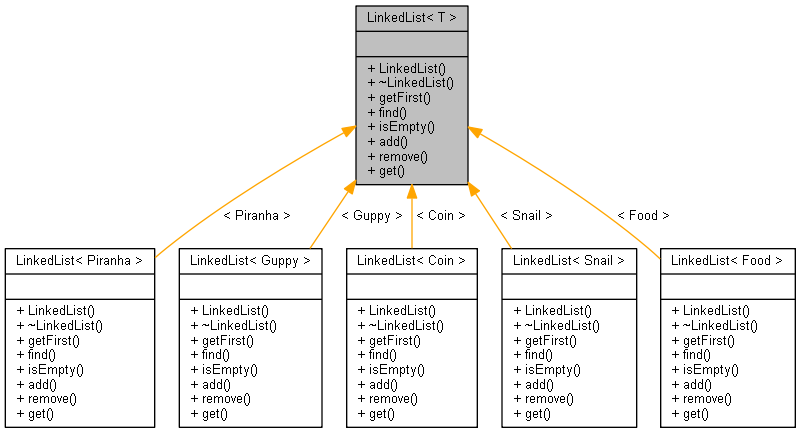 LinkedList< T >
+ LinkedList()
+ ~LinkedList()
+ getFirst()
+ find()
+ isEmpty()
+ add()
+ remove()
+ get()
< Piranha >
< Guppy >
< Coin >
< Snail >
< Food >
LinkedList< Piranha >
+ LinkedList()
+ ~LinkedList()
+ getFirst()
+ find()
+ isEmpty()
+ add()
+ remove()
+ get()
LinkedList< Guppy >
+ LinkedList()
+ ~LinkedList()
+ getFirst()
+ find()
+ isEmpty()
+ add()
+ remove()
+ get()
LinkedList< Coin >
+ LinkedList()
+ ~LinkedList()
+ getFirst()
+ find()
+ isEmpty()
+ add()
+ remove()
+ get()
LinkedList< Snail >
+ LinkedList()
+ ~LinkedList()
+ getFirst()
+ find()
+ isEmpty()
+ add()
+ remove()
+ get()
LinkedList< Food >
+ LinkedList()
+ ~LinkedList()
+ getFirst()
+ find()
+ isEmpty()
+ add()
+ remove()
+ get()